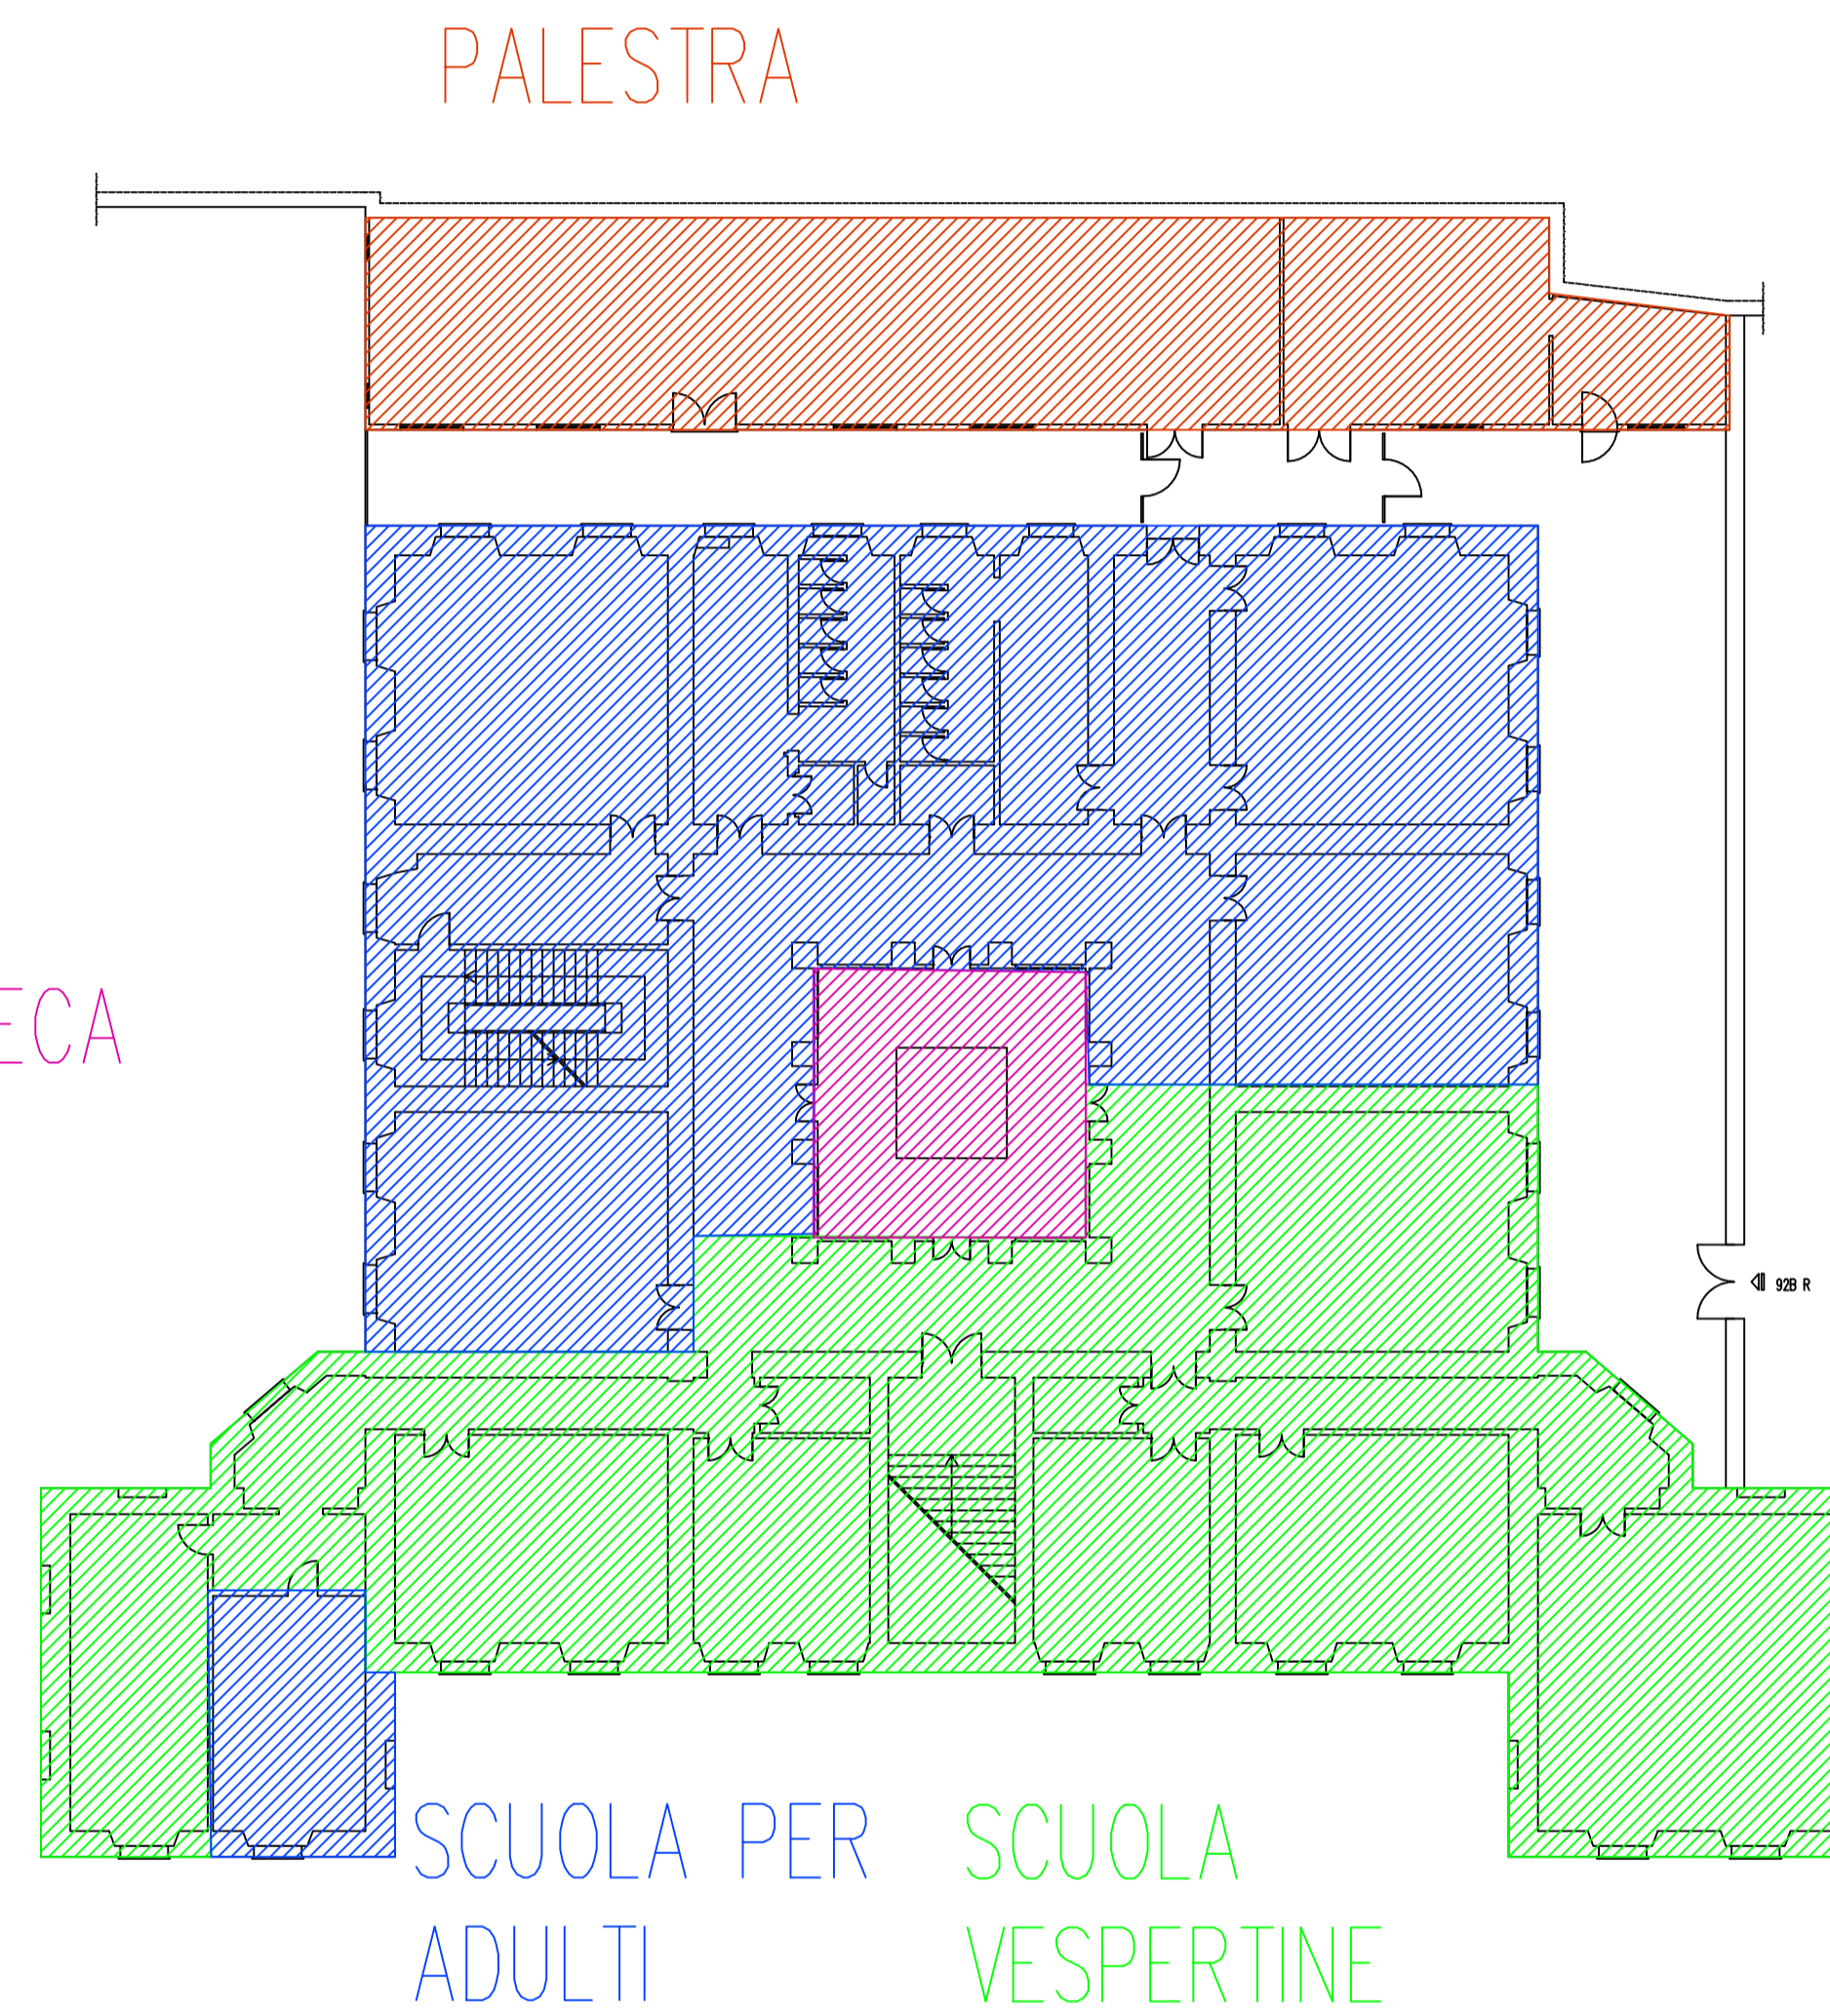 PALESTRA
ECA
92B R
SCUOLA PER
ADULTI
SCUOLA
VESPERTINE